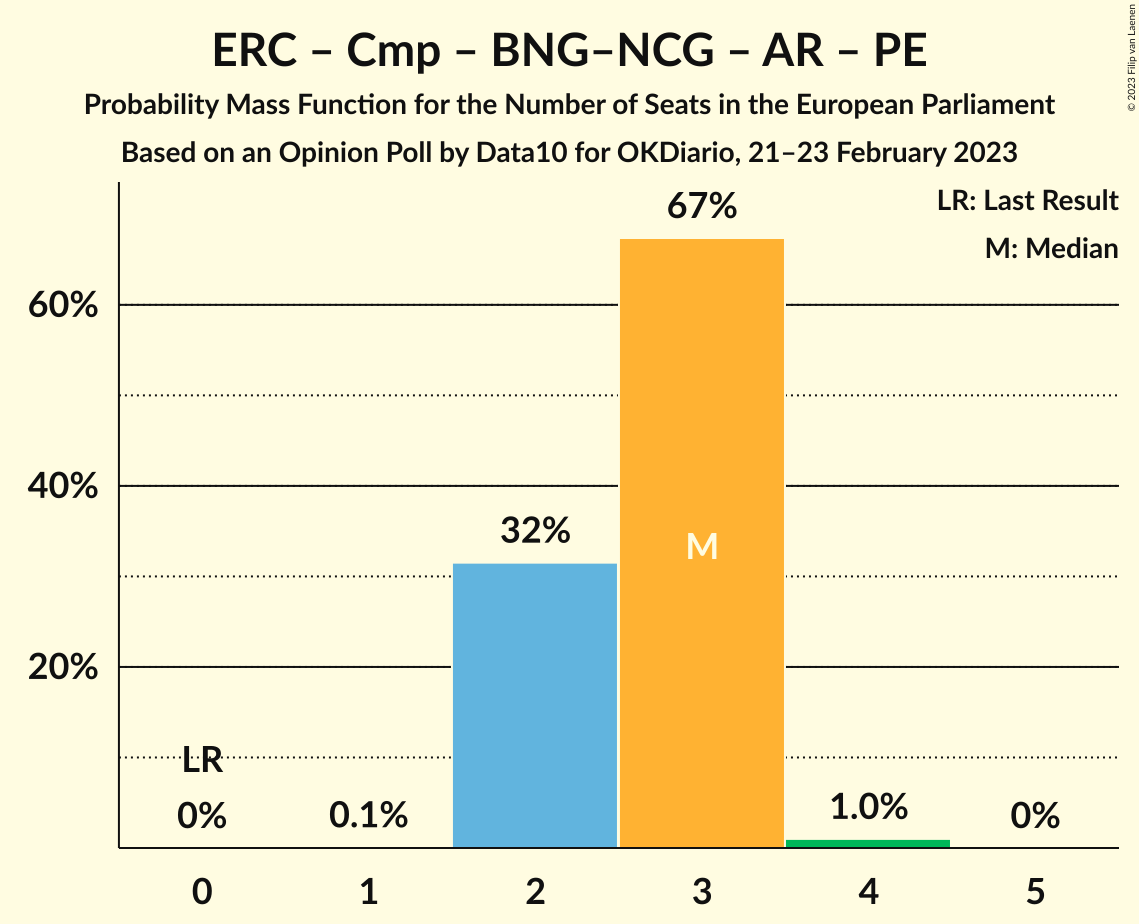 ERC – Cmp – BNG–NCG – AR – PE
Probability Mass Function for the Number of Seats in the European Parliament
Based on an Opinion Poll by Data10 for OKDiario, 21–23 February 2023
© 2023 Filip van Laenen
LR: Last Result
M: Median
67%
60%
40%
32%
M
20%
LR
0%
0.1%
1.0%
0%
0 1 2 3 4 5